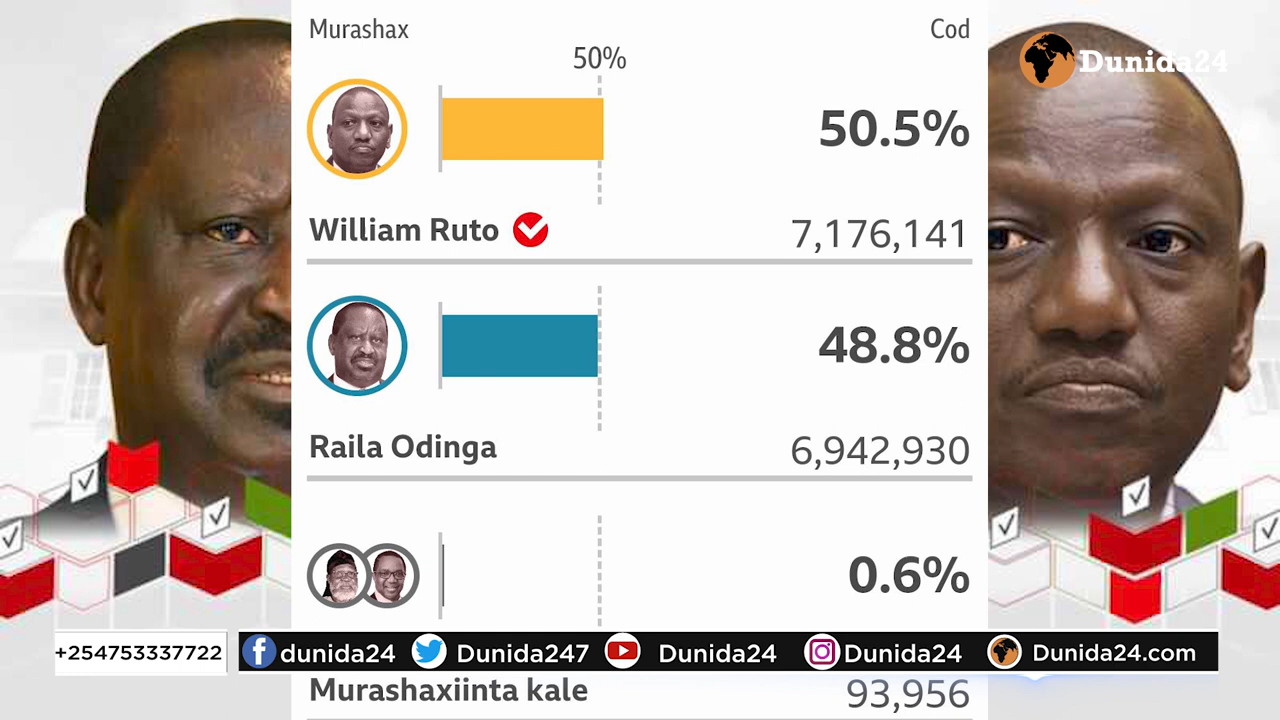 Murashax Cod
50%
Dunida24
50.5%
William Ruto 7,176,141
48.8%
Raila Odinga 6,942,930
0.6%
+254753337722 dunida24 Dunida247 Dunida24 Dunida24 Dunida24.com
Murashaxiinta kale 93,956